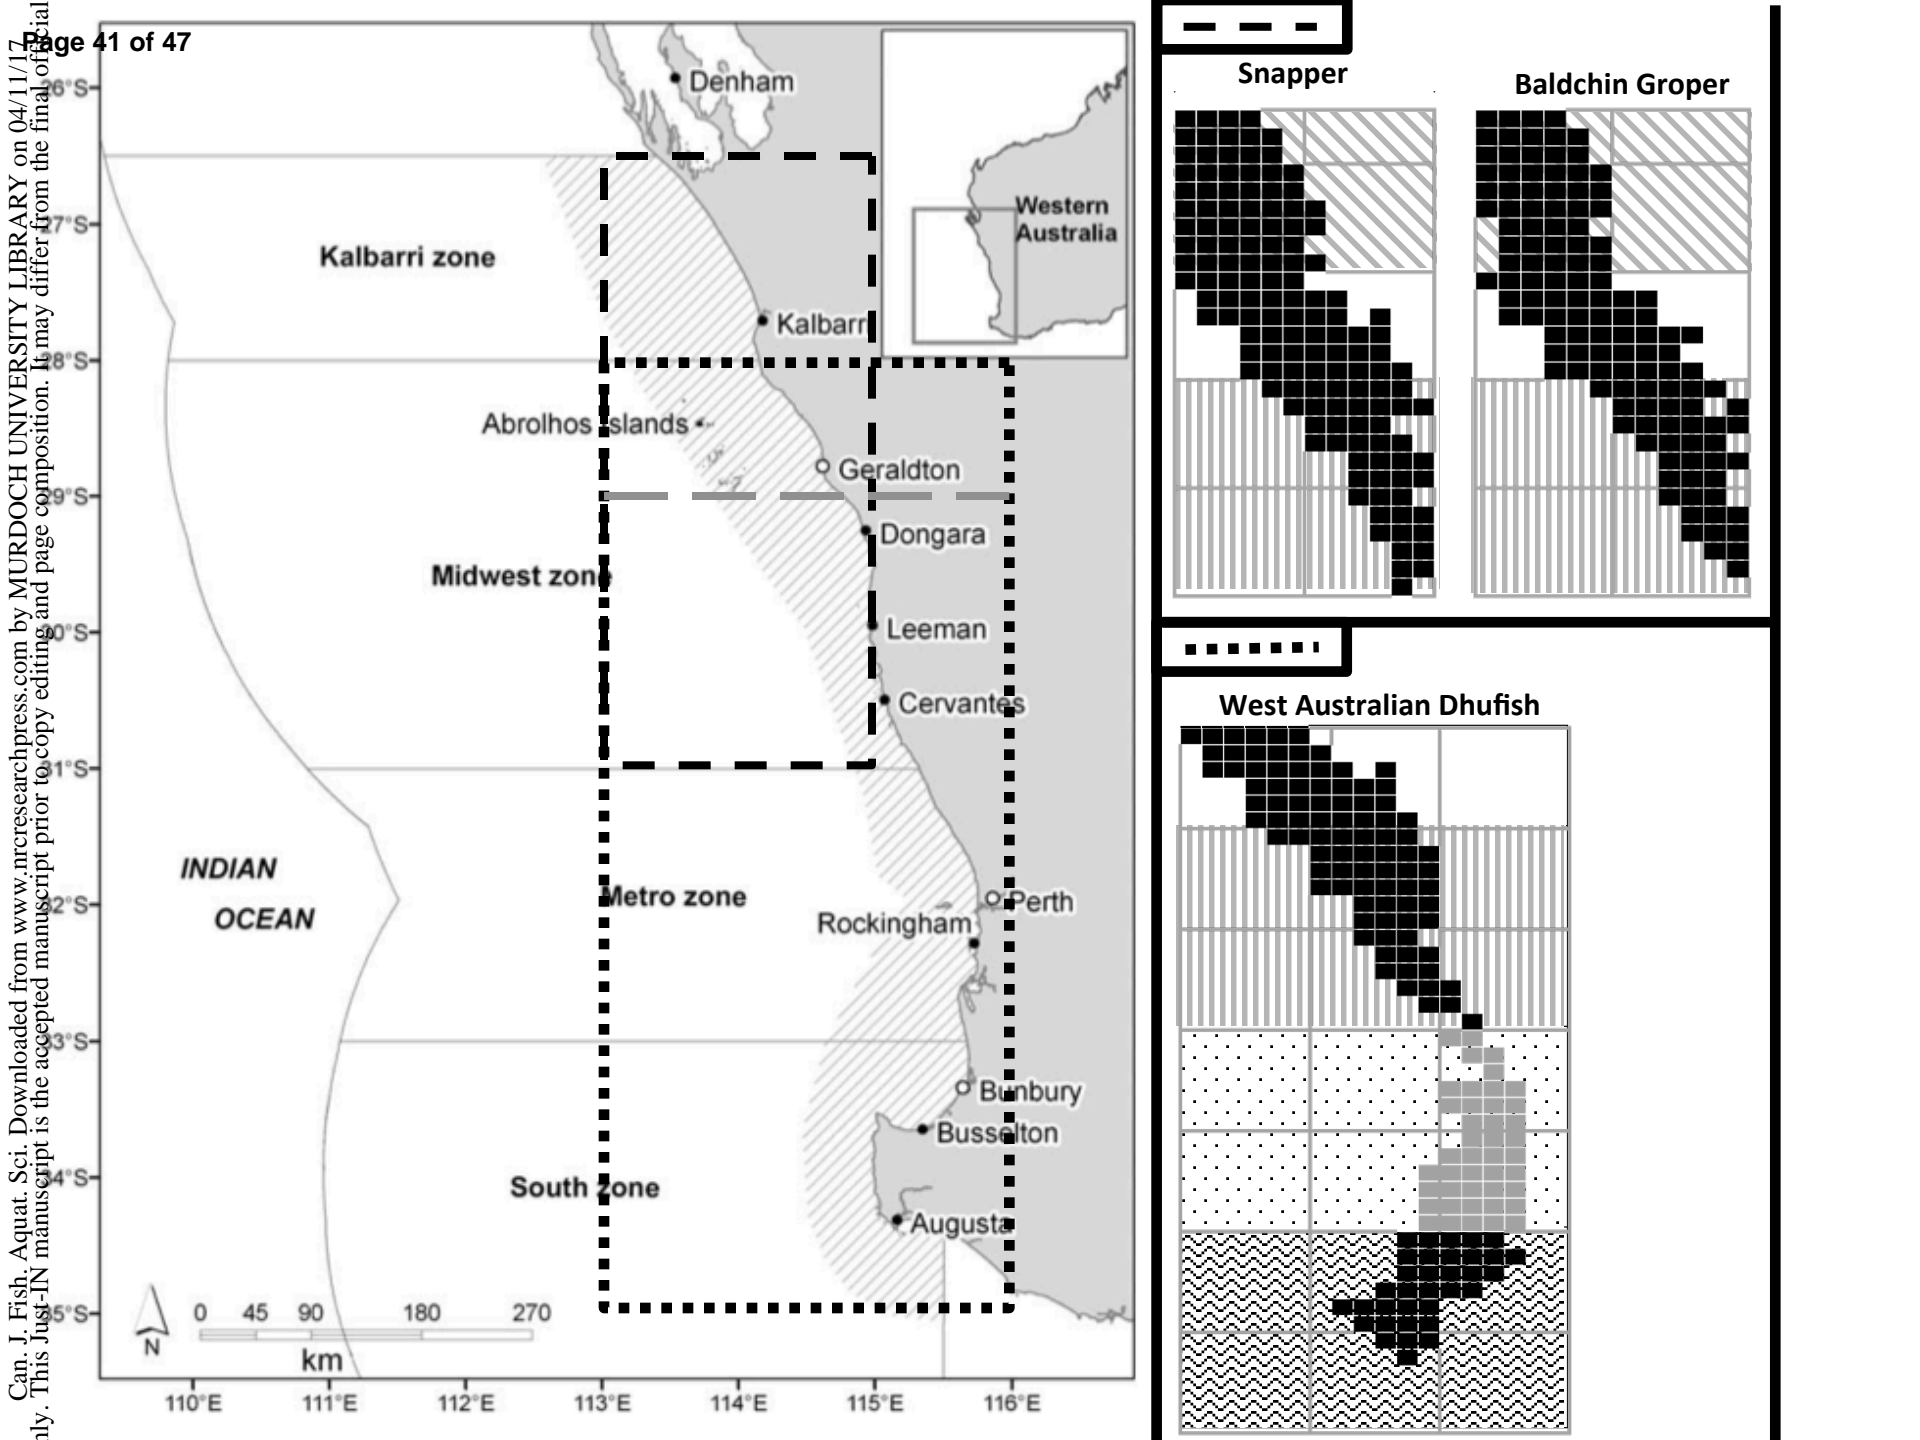 Page 41 of 47
Can. J. Fish. Aquat. Sci. Downloaded from www.nrcresearchpress.com by MURDOCH UNIVERSITY LIBRARY on 04/11/17
nly. This Just-IN manuscript is the accepted manuscript prior to copy editing and page composition. It may differ from the final official
26°S
27°S
28°S
29°S
30°S
31°S
32°S
33°S
34°S
35°S
Denham
Western
Australia
Kalbarri zone
Kalbarri
Abrolhos Islands
Geraldton
Dongara
Midwest zone
Leeman
Cervantes
INDIAN
OCEAN
Metro zone
Perth
Rockingham
Bunbury
Busselton
South zone
Augusta
0 45 90 180 270
km
N
110°E 111°E 112°E 113°E 114°E 115°E 116°E
Snapper
Baldchin Groper
West Australian Dhufish